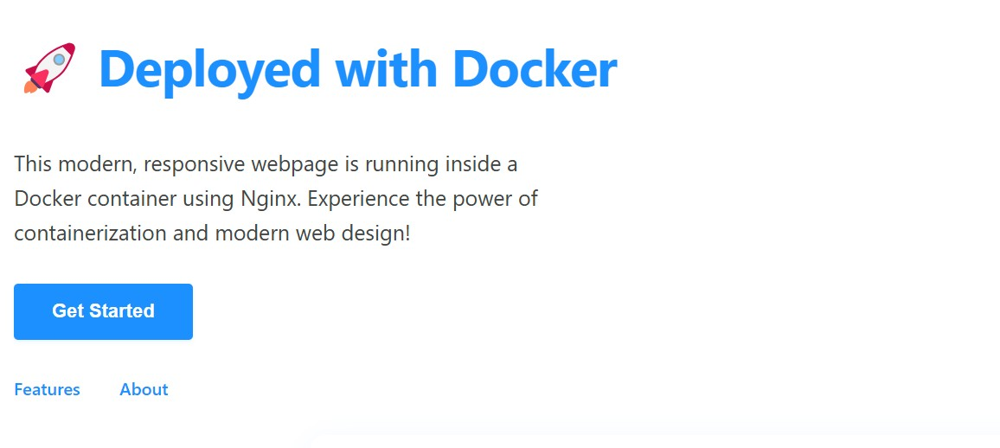 🚀 Deployed with Docker
This modern, responsive webpage is running inside a
Docker container using Nginx. Experience the power of
containerization and modern web design!
Get Started
Features About